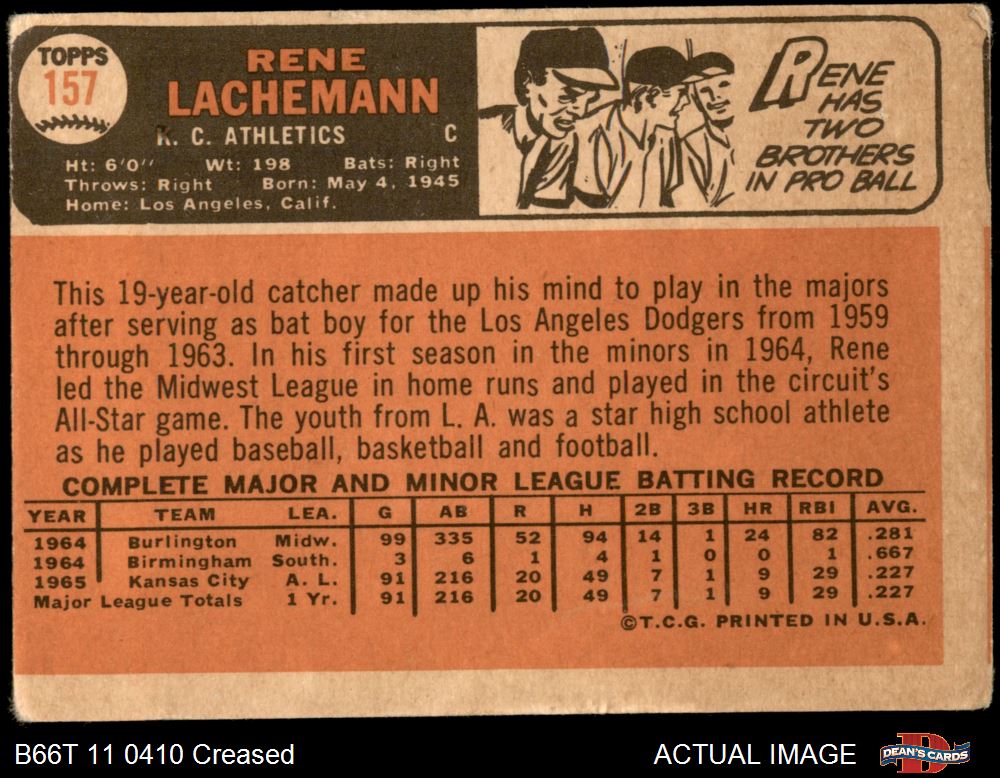 TOPPS
157
RENE
LACHEMANN
K. C. ATHLETICS C
Ht: 6'0" Wt: 198 Bats: Right
Throws: Right Born: May 4, 1945
Home: Los Angeles, Calif.
RENE
HAS
TWO
BROTHERS
IN PRO BALL
This 19-year-old catcher made up his mind to play in the majors
after serving as bat boy for the Los Angeles Dodgers from 1959
through 1963. In his first season in the minors in 1964, Rene
led the Midwest League in home runs and played in the circuit's
All-Star game. The youth from L. A. was a star high school athlete
as he played baseball, basketball and football.
COMPLETE MAJOR AND MINOR LEAGUE BATTING RECORD
YEAR TEAM LEA. G AB R H 2B 3B HR RBI AVG.
1964 Burlington Midw. 99 335 52 94 14 1 24 82 .281
1964 Birmingham South. 3 6 1 4 1 0 0 1 .667
1965 Kansas City A. L. 91 216 20 49 7 1 9 29 .227
Major League Totals 1 Yr. 91 216 20 49 7 1 9 29 .227
©T.C.G. PRINTED IN U.S.A.
B66T 11 0410 Creased
ACTUAL IMAGE
D
DEAN'S CARDS